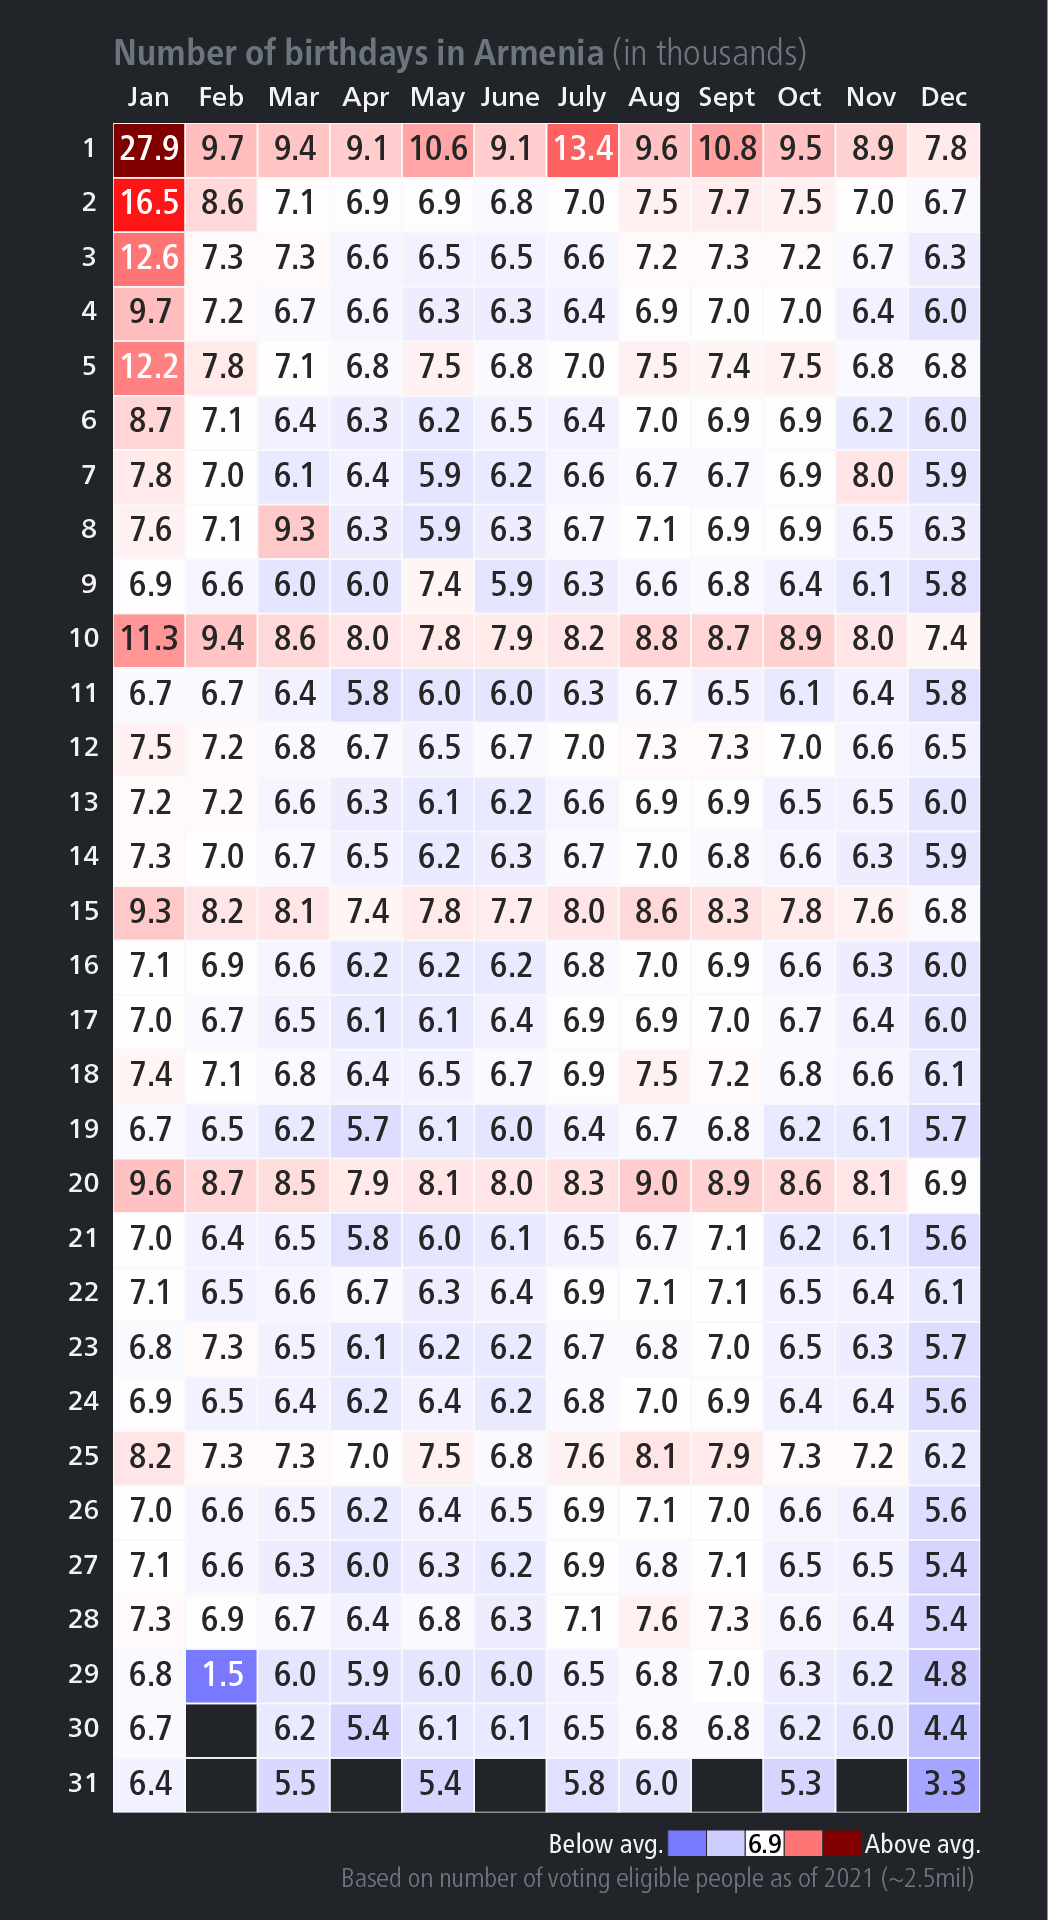 Number of birthdays in Armenia (in thousands)
Jan Feb Mar Apr May June July Aug Sept Oct Nov Dec
1 27.9 9.7 9.4 9.1 10.6 9.1 13.4 9.6 10.8 9.5 8.9 7.8
2 16.5 8.6 7.1 6.9 6.9 6.8 7.0 7.5 7.7 7.5 7.0 6.7
3 12.6 7.3 7.3 6.6 6.5 6.5 6.6 7.2 7.3 7.2 6.7 6.3
4 9.7 7.2 6.7 6.6 6.3 6.3 6.4 6.9 7.0 7.0 6.4 6.0
5 12.2 7.8 7.1 6.8 7.5 6.8 7.0 7.5 7.4 7.5 6.8 6.8
6 8.7 7.1 6.4 6.3 6.2 6.5 6.4 7.0 6.9 6.9 6.2 6.0
7 7.8 7.0 6.1 6.4 5.9 6.2 6.6 6.7 6.7 6.9 8.0 5.9
8 7.6 7.1 9.3 6.3 5.9 6.3 6.7 7.1 6.9 6.9 6.5 6.3
9 6.9 6.6 6.0 6.0 7.4 5.9 6.3 6.6 6.8 6.4 6.1 5.8
10 11.3 9.4 8.6 8.0 7.8 7.9 8.2 8.8 8.7 8.9 8.0 7.4
11 6.7 6.7 6.4 5.8 6.0 6.0 6.3 6.7 6.5 6.1 6.4 5.8
12 7.5 7.2 6.8 6.7 6.5 6.7 7.0 7.3 7.3 7.0 6.6 6.5
13 7.2 7.2 6.6 6.3 6.1 6.2 6.6 6.9 6.9 6.5 6.5 6.0
14 7.3 7.0 6.7 6.5 6.2 6.3 6.7 7.0 6.8 6.6 6.3 5.9
15 9.3 8.2 8.1 7.4 7.8 7.7 8.0 8.6 8.3 7.8 7.6 6.8
16 7.1 6.9 6.6 6.2 6.2 6.2 6.8 7.0 6.9 6.6 6.3 6.0
17 7.0 6.7 6.5 6.1 6.1 6.4 6.9 6.9 7.0 6.7 6.4 6.0
18 7.4 7.1 6.8 6.4 6.5 6.7 6.9 7.5 7.2 6.8 6.6 6.1
19 6.7 6.5 6.2 5.7 6.1 6.0 6.4 6.7 6.8 6.2 6.1 5.7
20 9.6 8.7 8.5 7.9 8.1 8.0 8.3 9.0 8.9 8.6 8.1 6.9
21 7.0 6.4 6.5 5.8 6.0 6.1 6.5 6.7 7.1 6.2 6.1 5.6
22 7.1 6.5 6.6 6.7 6.3 6.4 6.9 7.1 7.1 6.5 6.4 6.1
23 6.8 7.3 6.5 6.1 6.2 6.2 6.7 6.8 7.0 6.5 6.3 5.7
24 6.9 6.5 6.4 6.2 6.4 6.2 6.8 7.0 6.9 6.4 6.4 5.6
25 8.2 7.3 7.3 7.0 7.5 6.8 7.6 8.1 7.9 7.3 7.2 6.2
26 7.0 6.6 6.5 6.2 6.4 6.5 6.9 7.1 7.0 6.6 6.4 5.6
27 7.1 6.6 6.3 6.0 6.3 6.2 6.9 6.8 7.1 6.5 6.5 5.4
28 7.3 6.9 6.7 6.4 6.8 6.3 7.1 7.6 7.3 6.6 6.4 5.4
29 6.8 1.5 6.0 5.9 6.0 6.0 6.5 6.8 7.0 6.3 6.2 4.8
30 6.7 6.2 5.4 6.1 6.1 6.5 6.8 6.8 6.2 6.0 4.4
31 6.4 5.5 5.4 5.8 6.0 5.3 3.3
Below avg. 6.9 Above avg.
Based on number of voting eligible people as of 2021 (~2.5mil)